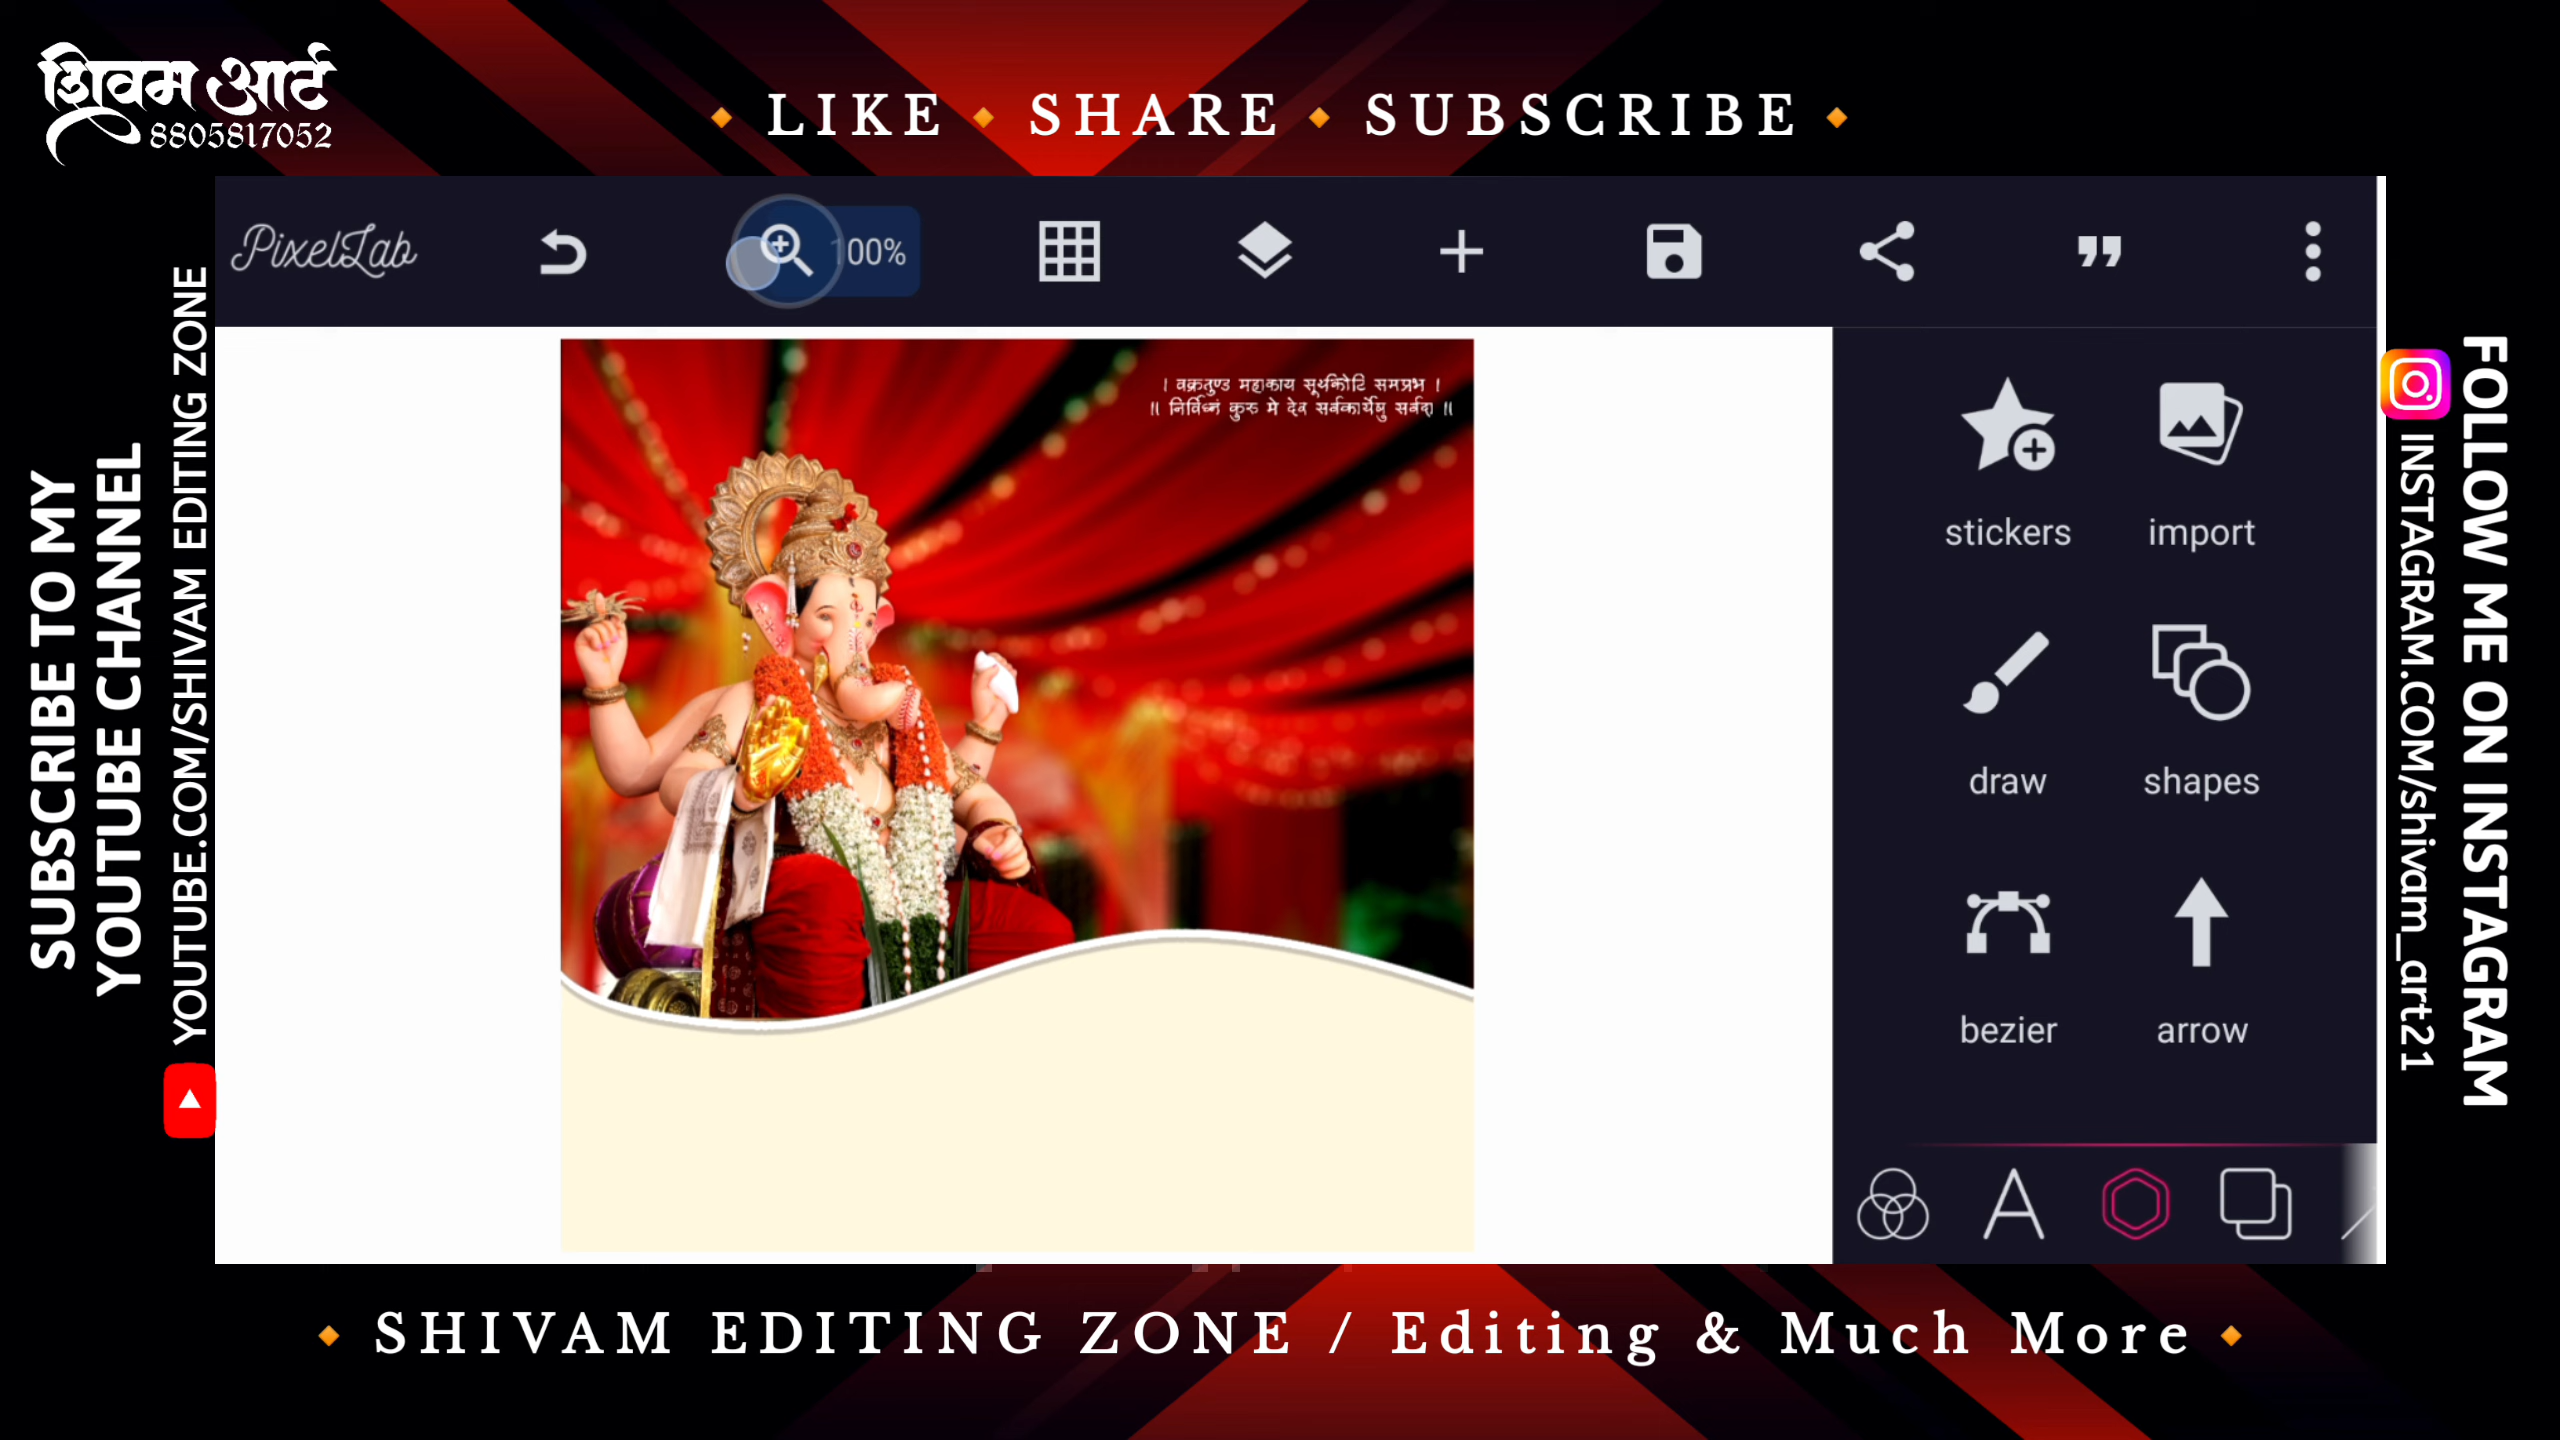 शिवम आर्ट
8805817052
LIKE SHARE SUBSCRIBE
SUBSCRIBE TO MY
YOUTUBE CHANNEL
YOUTUBE.COM/SHIVAM EDITING ZONE
PixelLab
100%
। वक्रतुण्ड महाकाय सूर्यकोटि समप्रभ ।
॥ निर्विघ्नं कुरु मे देव सर्वकार्येषु सर्वदा ॥
stickers
import
draw
shapes
bezier
arrow
FOLLOW ME ON INSTAGRAM
INSTAGRAM.COM/shivam_art21
SHIVAM EDITING ZONE / Editing & Much More